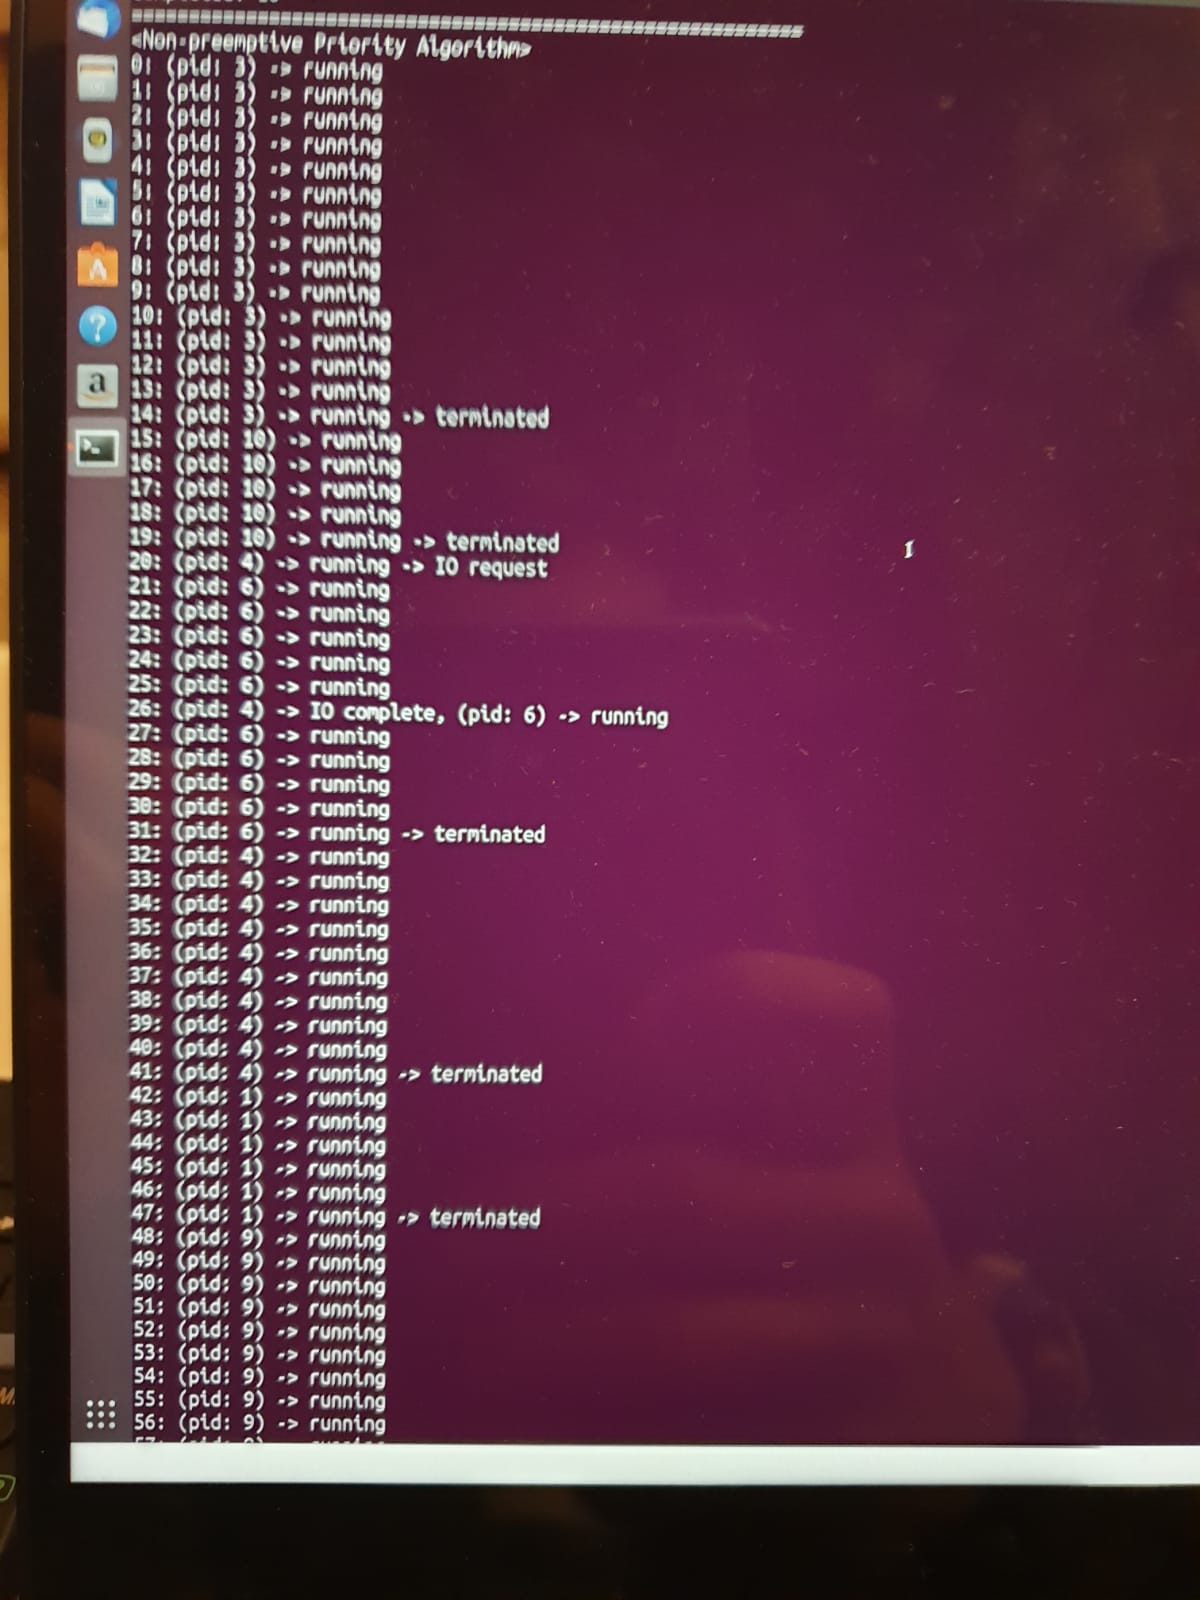 <Non-preemptive Priority Algorithm>
0: (pid: 3) -> running
1: (pid: 3) -> running
2: (pid: 3) -> running
3: (pid: 3) -> running
4: (pid: 3) -> running
5: (pid: 3) -> running
6: (pid: 3) -> running
7: (pid: 3) -> running
8: (pid: 3) -> running
9: (pid: 3) -> running
10: (pid: 3) -> running
11: (pid: 3) -> running
12: (pid: 3) -> running
13: (pid: 3) -> running
14: (pid: 3) -> running -> terminated
15: (pid: 10) -> running
16: (pid: 10) -> running
17: (pid: 10) -> running
18: (pid: 10) -> running
19: (pid: 10) -> running -> terminated
20: (pid: 4) -> running -> IO request
21: (pid: 6) -> running
22: (pid: 6) -> running
23: (pid: 6) -> running
24: (pid: 6) -> running
25: (pid: 6) -> running
26: (pid: 4) -> IO complete, (pid: 6) -> running
27: (pid: 6) -> running
28: (pid: 6) -> running
29: (pid: 6) -> running
30: (pid: 6) -> running
31: (pid: 6) -> running -> terminated
32: (pid: 4) -> running
33: (pid: 4) -> running
34: (pid: 4) -> running
35: (pid: 4) -> running
36: (pid: 4) -> running
37: (pid: 4) -> running
38: (pid: 4) -> running
39: (pid: 4) -> running
40: (pid: 4) -> running
41: (pid: 4) -> running -> terminated
42: (pid: 1) -> running
43: (pid: 1) -> running
44: (pid: 1) -> running
45: (pid: 1) -> running
46: (pid: 1) -> running
47: (pid: 1) -> running -> terminated
48: (pid: 9) -> running
49: (pid: 9) -> running
50: (pid: 9) -> running
51: (pid: 9) -> running
52: (pid: 9) -> running
53: (pid: 9) -> running
54: (pid: 9) -> running
55: (pid: 9) -> running
56: (pid: 9) -> running